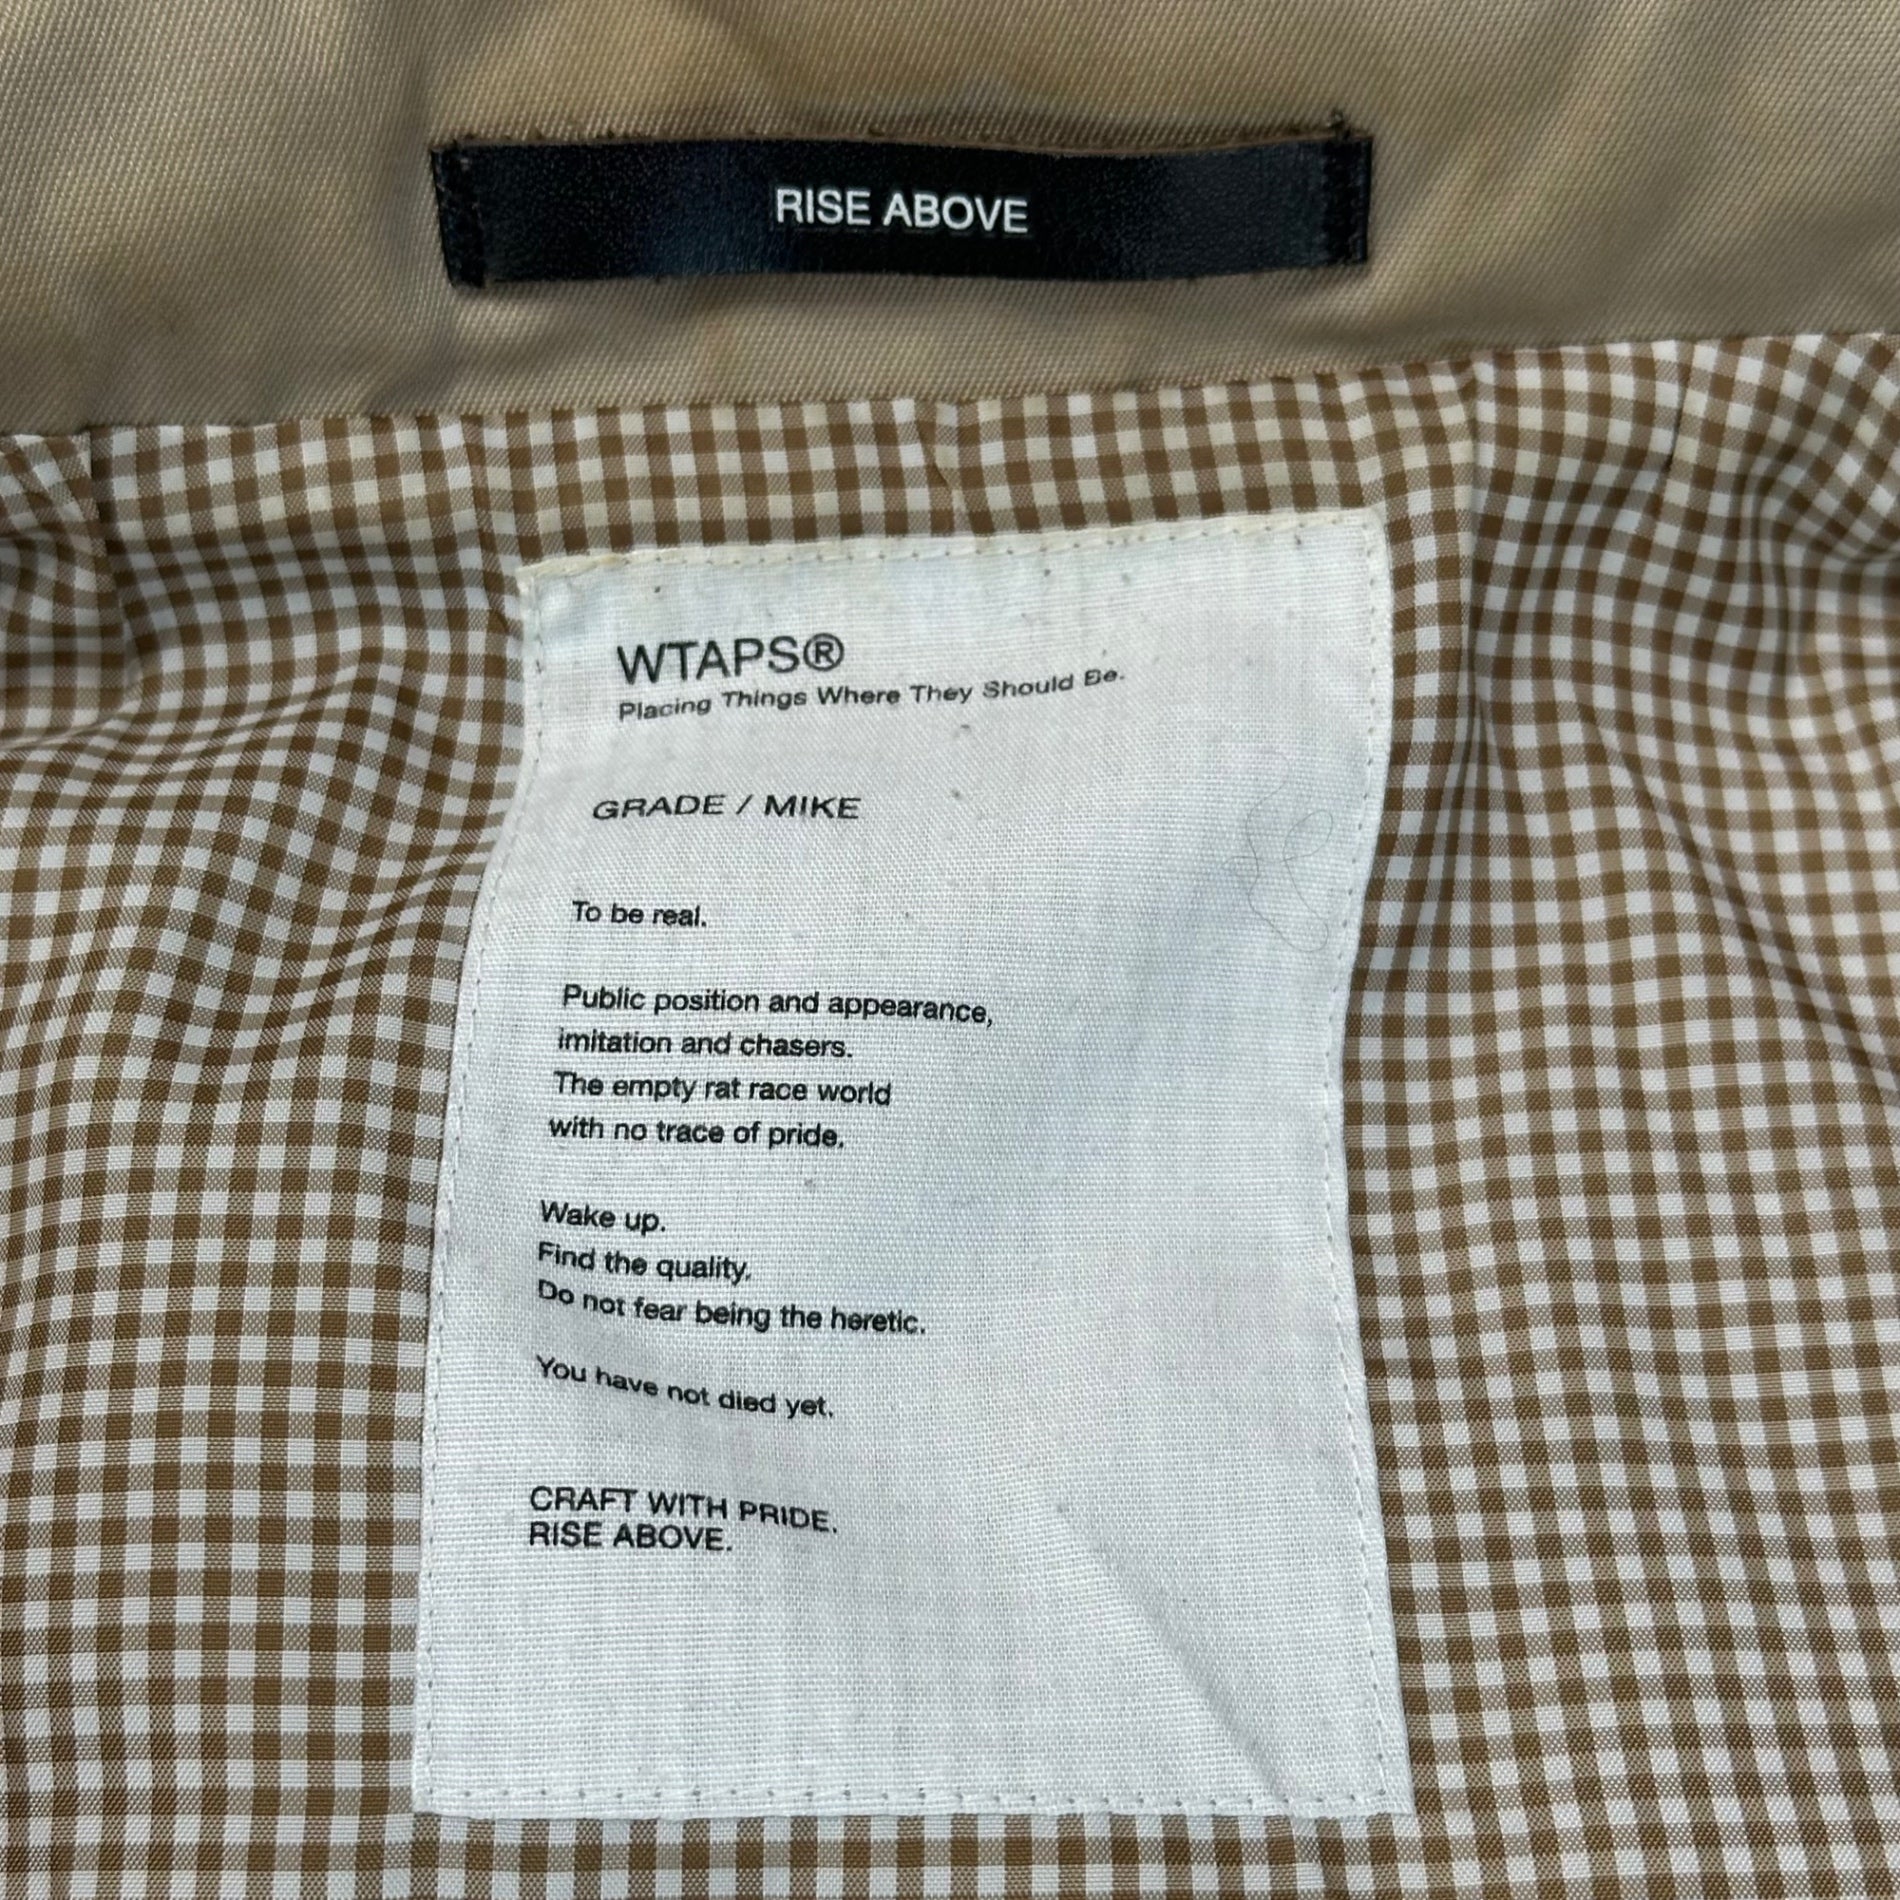 RISE ABOVE
WTAPS®
Placing Things Where They Should Be.
GRADE / MIKE
To be real.
Public position and appearance,
imitation and chasers.
The empty rat race world
with no trace of pride.
Wake up.
Find the quality.
Do not fear being the heretic.
You have not died yet.
CRAFT WITH PRIDE.
RISE ABOVE.